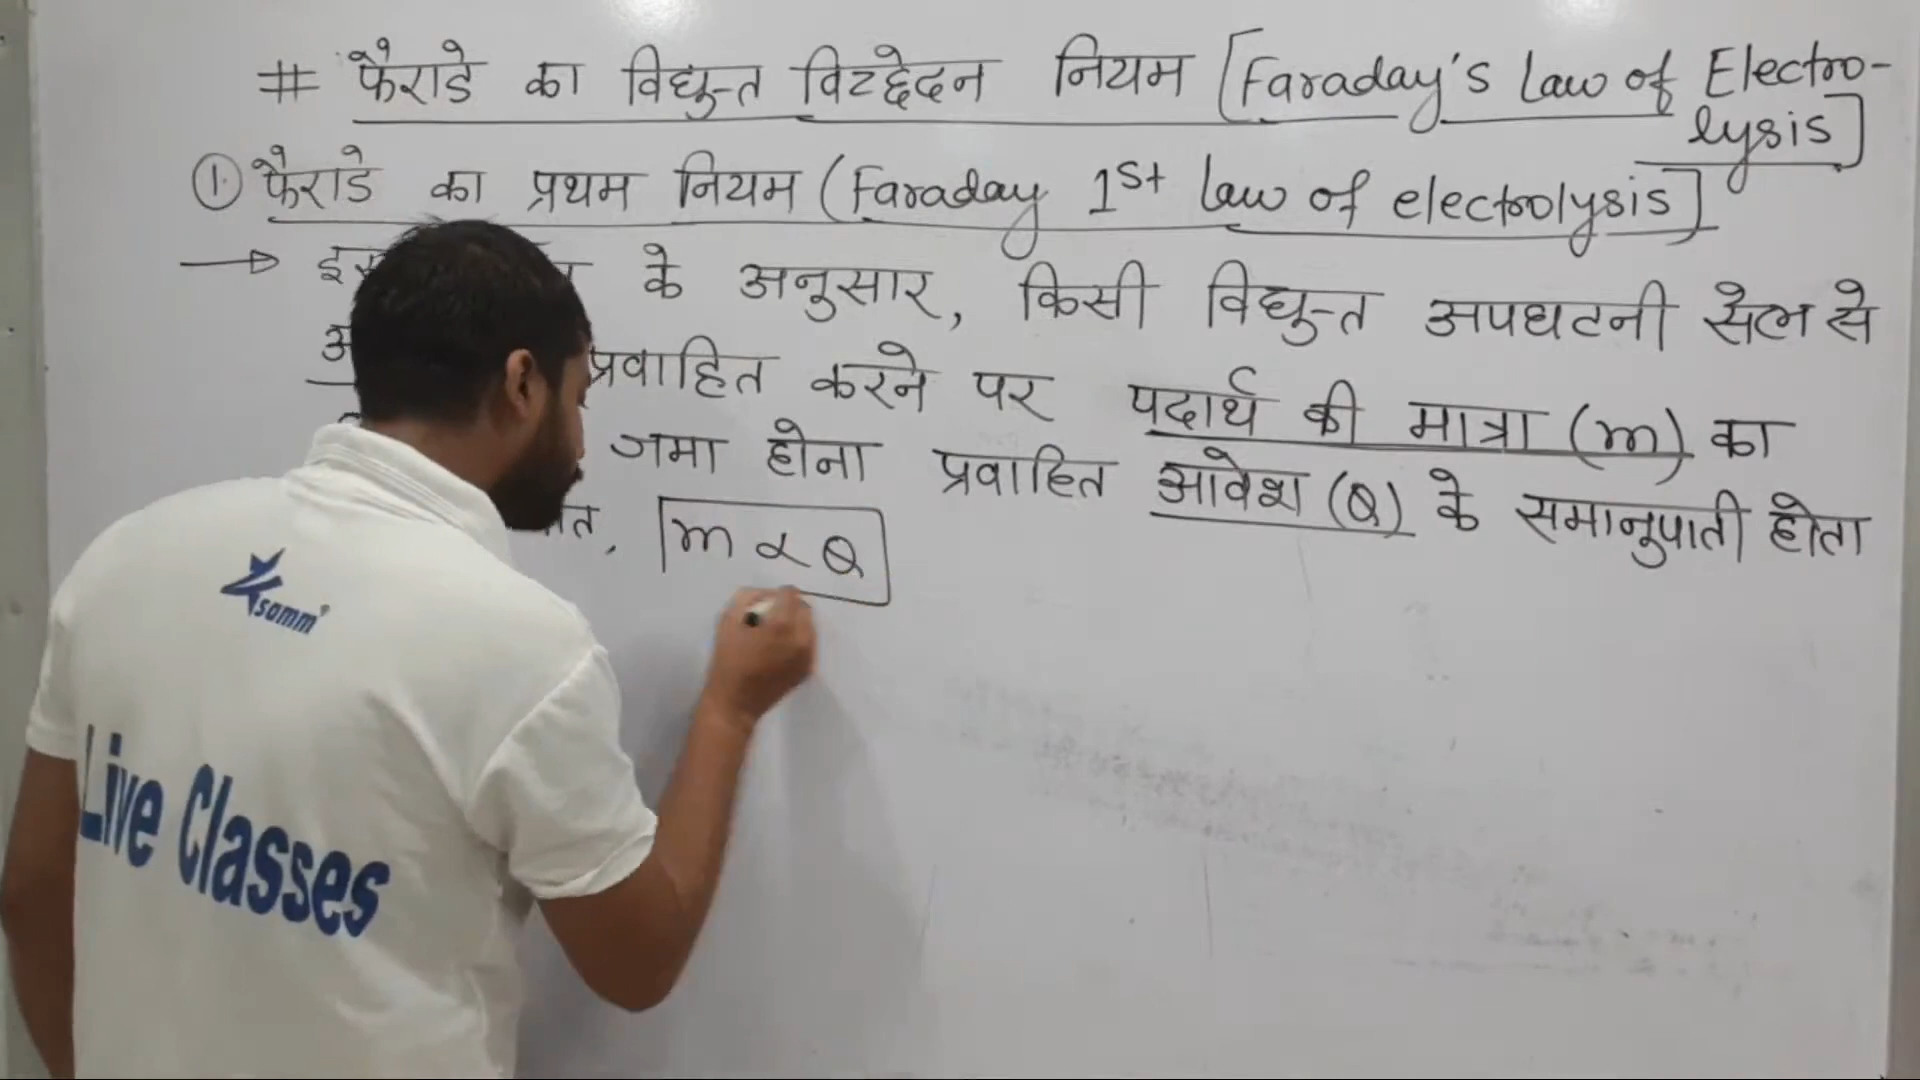 # फैराडे का विद्युत विच्छेदन नियम [Faraday's Law of Electro-
lysis]
① फैराडे का प्रथम नियम (Faraday 1st Law of electrolysis]
→ के अनुसार, किसी विद्युत अपघटनी सेल से
प्रवाहित करने पर पदार्थ की मात्रा (m) का
जमा होना प्रवाहित आवेश (Q) के समानुपाती होता
m ∝ Q
samm
Live Classes